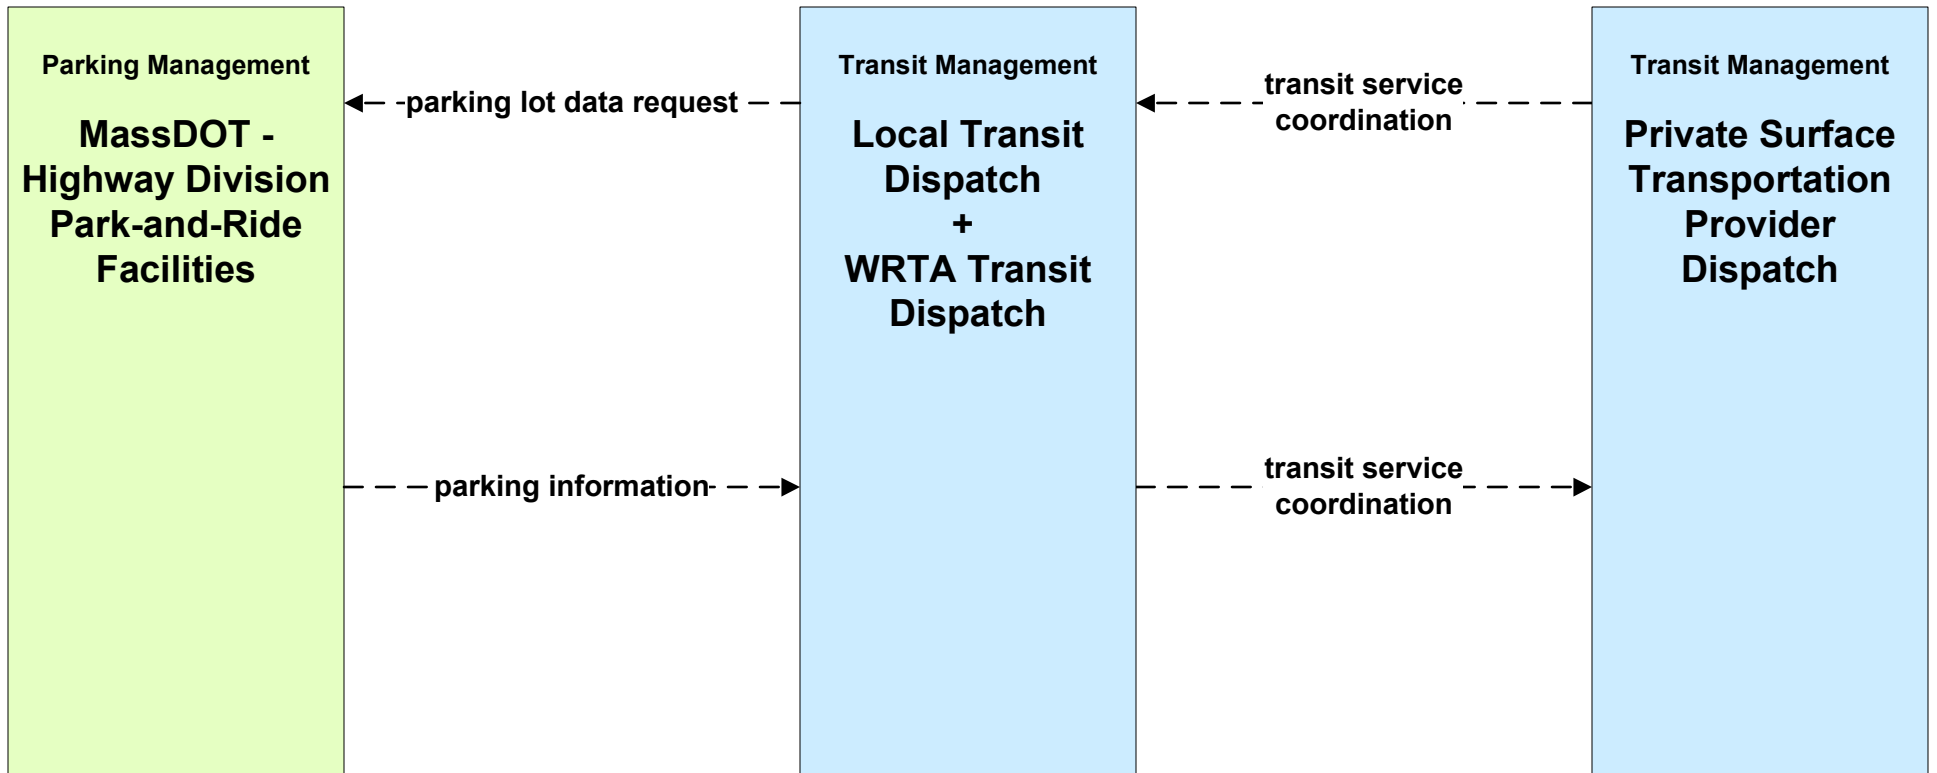 Parking Management
MassDOT -
Highway Division
Park-and-Ride
Facilities
parking lot data request
parking information
Transit Management
Local Transit
Dispatch
+
WRTA Transit
Dispatch
transit service
coordination
transit service
coordination
Transit Management
Private Surface
Transportation
Provider
Dispatch